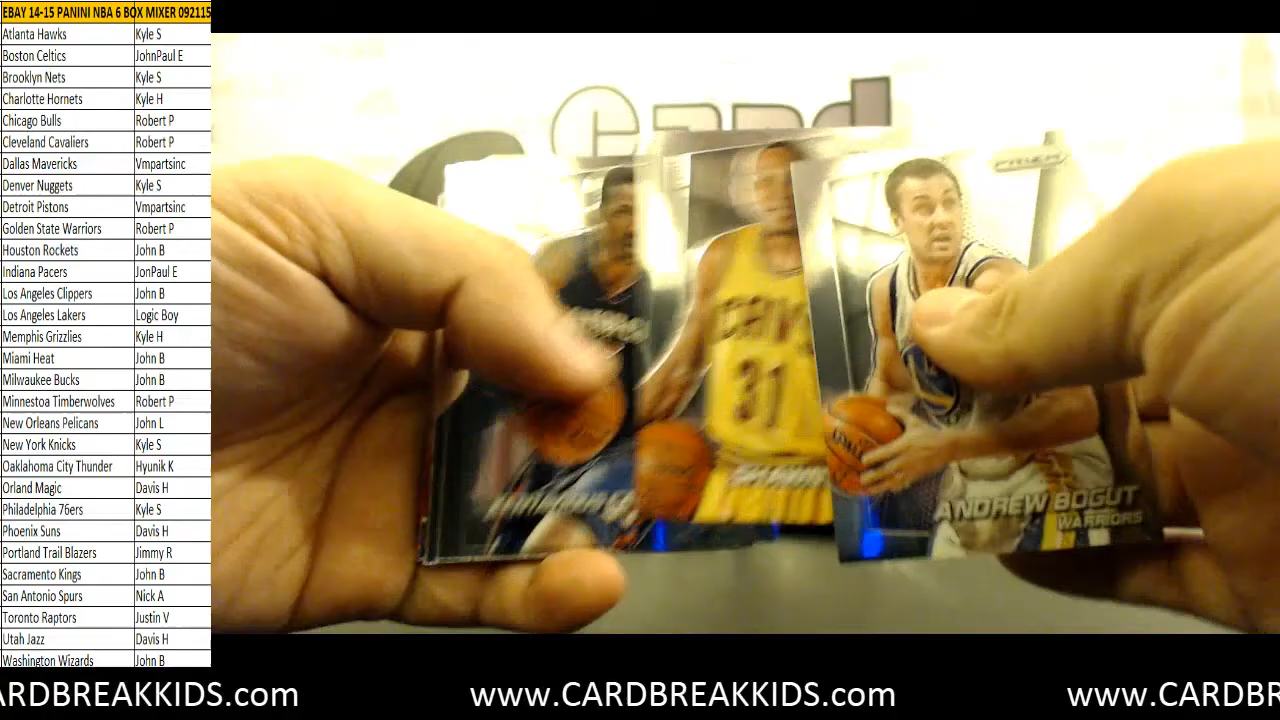 EBAY 14-15 PANINI NBA 6 BOX MIXER 092115
Atlanta Hawks Kyle S
Boston Celtics JohnPaul E
Brooklyn Nets Kyle S
Charlotte Hornets Kyle H
Chicago Bulls Robert P
Cleveland Cavaliers Robert P
Dallas Mavericks Vmpartsinc
Denver Nuggets Kyle S
Detroit Pistons Vmpartsinc
Golden State Warriors Robert P
Houston Rockets John B
Indiana Pacers JonPaul E
Los Angeles Clippers John B
Los Angeles Lakers Logic Boy
Memphis Grizzlies Kyle H
Miami Heat John B
Milwaukee Bucks John B
Minnestoa Timberwolves Robert P
New Orleans Pelicans John L
New York Knicks Kyle S
Oaklahoma City Thunder Hyunik K
Orland Magic Davis H
Philadelphia 76ers Kyle S
Phoenix Suns Davis H
Portland Trail Blazers Jimmy R
Sacramento Kings John B
San Antonio Spurs Nick A
Toronto Raptors Justin V
Utah Jazz Davis H
Washington Wizards John B
Card
PRIZM
CAVS
31
SHAWN
ANDREW BOGUT
WARRIORS
ARDBREAKKIDS.com www.CARDBREAKKIDS.com www.CARDBR